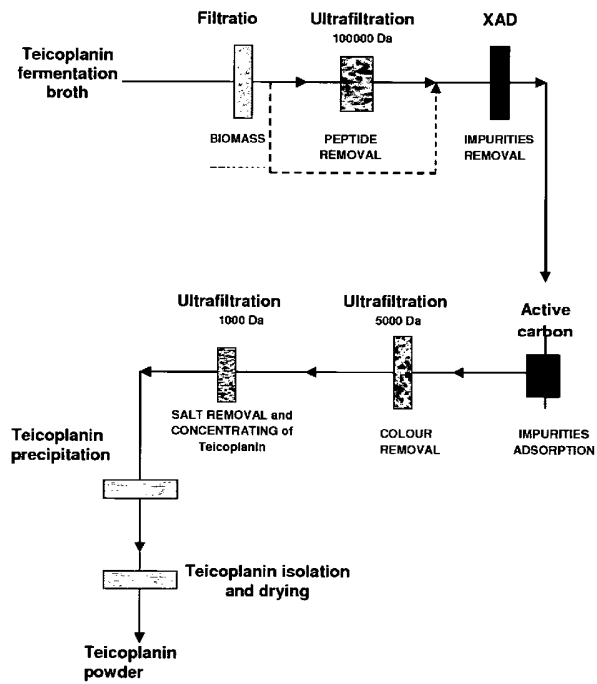 Filtratio
Ultrafiltration
100000 Da
XAD
Teicoplanin
fermentation
broth
BIOMASS
PEPTIDE
REMOVAL
IMPURITIES
REMOVAL
Ultrafiltration
1000 Da
Ultrafiltration
5000 Da
Active
carbon
SALT REMOVAL and
CONCENTRATING of
Teicoplanin
COLOUR
REMOVAL
IMPURITIES
ADSORPTION
Teicoplanin
precipitation
Teicoplanin isolation
and drying
Teicoplanin
powder